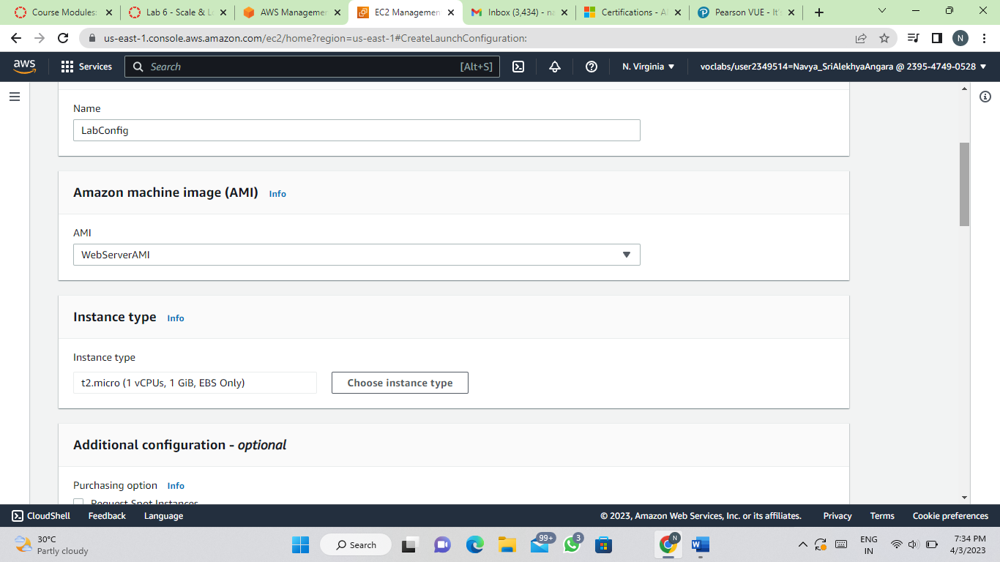 Course Modules:
Lab 6 - Scale & L
AWS Managemen
EC2 Managemen
Inbox (3,434) - na
Certifications - A
Pearson VUE - It's
us-east-1.console.aws.amazon.com/ec2/home?region=us-east-1#CreateLaunchConfiguration:
N
aws
Services
Search
[Alt+S]
N. Virginia
voclabs/user2349514=Navya_SriAlekhyaAngara @ 2395-4749-0528
Name
LabConfig
Amazon machine image (AMI) Info
AMI
WebServerAMI
Instance type Info
Instance type
t2.micro (1 vCPUs, 1 GiB, EBS Only)
Choose instance type
Additional configuration - optional
Purchasing option Info
Request Spot Instances
CloudShell
Feedback
Language
© 2023, Amazon Web Services, Inc. or its affiliates.
Privacy
Terms
Cookie preferences
30°C
Partly cloudy
Search
99+
3
N
ENG
IN
7:34 PM
4/3/2023